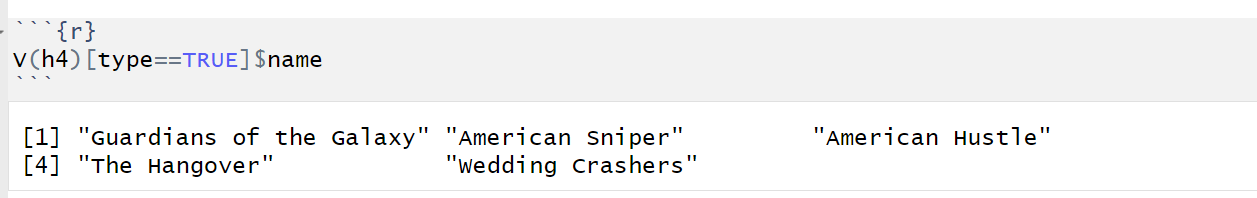 ```{r}
V(h4)[type==TRUE]$name
```
[1] "Guardians of the Galaxy" "American Sniper"         "American Hustle"
[4] "The Hangover"            "Wedding Crashers"